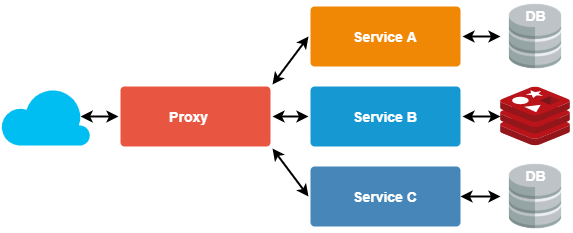 DB
Service A
Proxy
Service B
DB
Service C